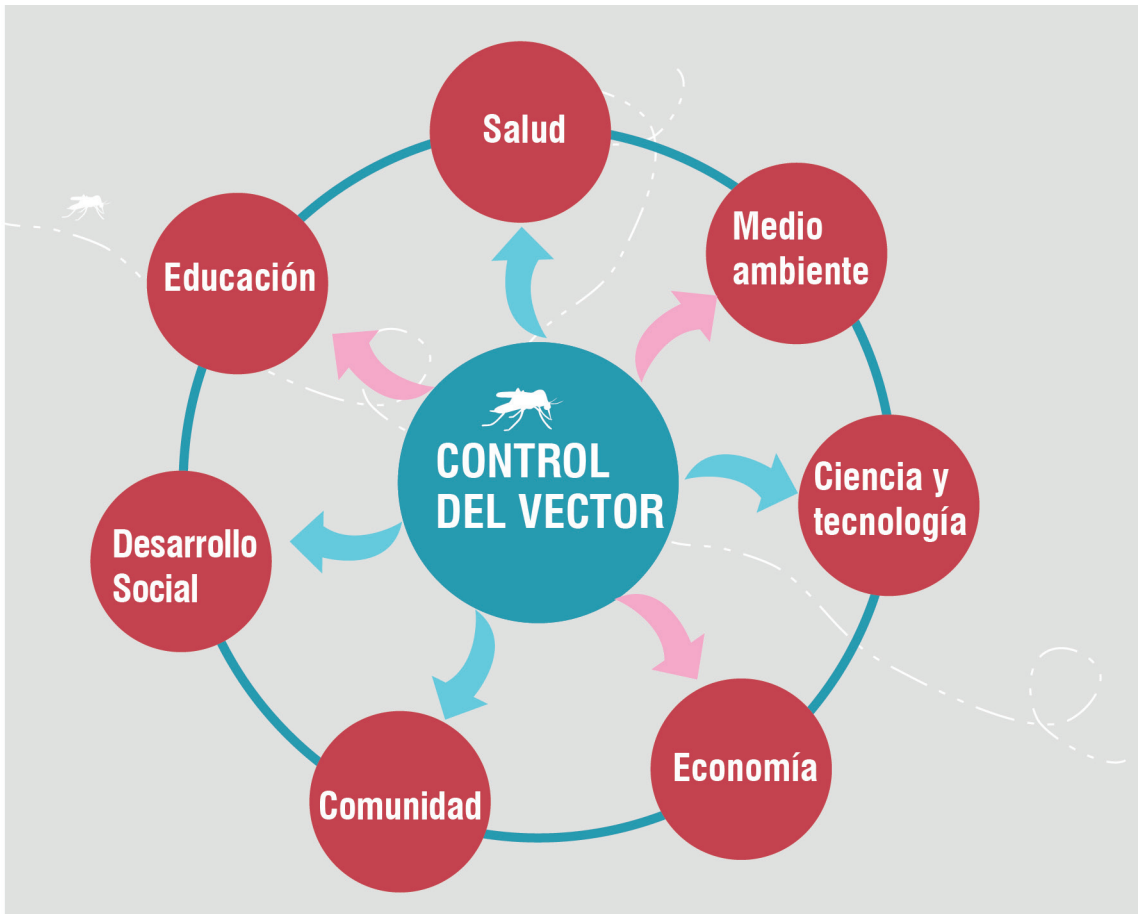 Salud
Medio
ambiente
Educación
CONTROL
DEL VECTOR
Ciencia y
tecnología
Desarrollo
Social
Economía
Comunidad